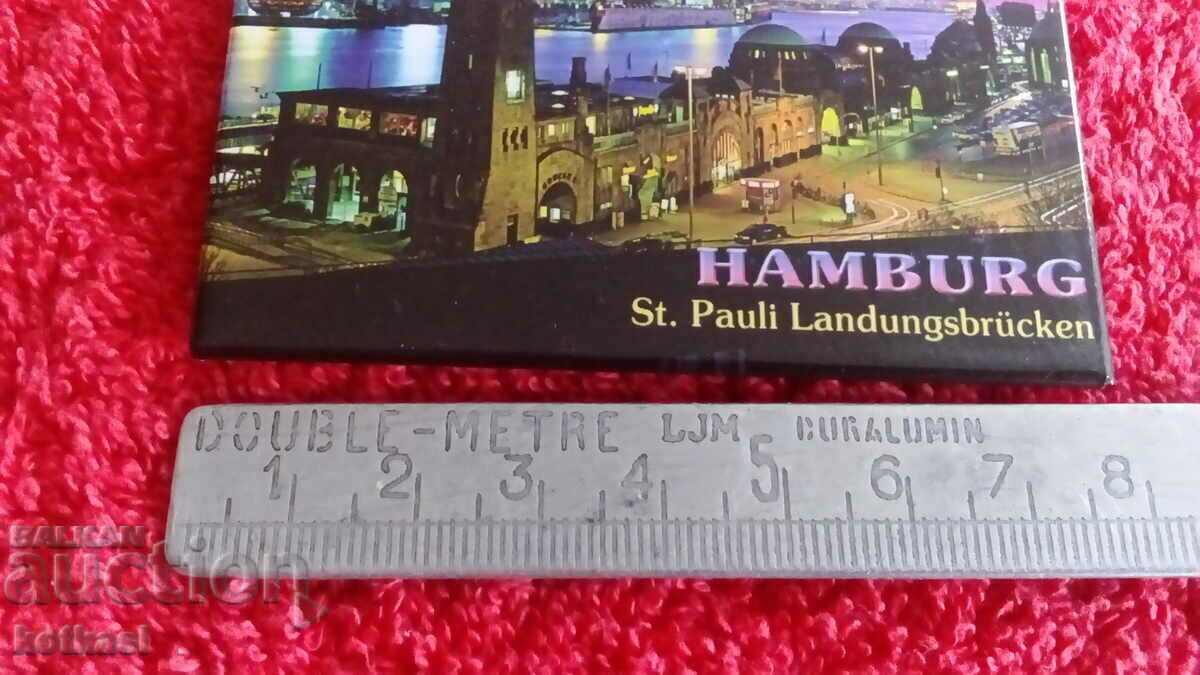 HAMBURG
St. Pauli Landungsbrücken
DOUBLE-METRE LJM DURALUMIN
1 2 3 4 5 6 7 8
BALKAN
auction
kotkasl